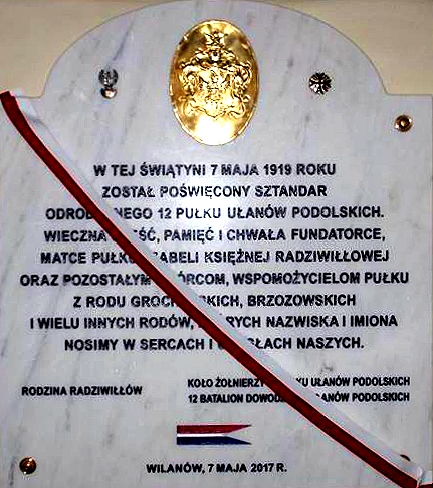 W TEJ ŚWIĄTYNI 7 MAJA 1919 ROKU
ZOSTAŁ POŚWIĘCONY SZTANDAR
12 PUŁKU UŁANÓW PODOLSKICH.
WIECZNA PAMIĘĆ I CHWAŁA FUNDATORCE,
MATCE KSIĘŻNEJ RADZIWIŁŁOWEJ
ORAZ POZOSTAŁYM WSPOMOŻYCIELOM PUŁKU
Z RODU BRZOZOWSKICH
I WIELU INNYCH RODÓW, NAZWISKA I IMIONA
NOSIMY W SERCACH I NASZYCH.
RODZINA RADZIWIŁŁÓW
KOŁO ŻOŁNIERZY UŁANÓW PODOLSKICH
12 BATALION PODOLSKICH
WILANÓW, 7 MAJA 2017 R.